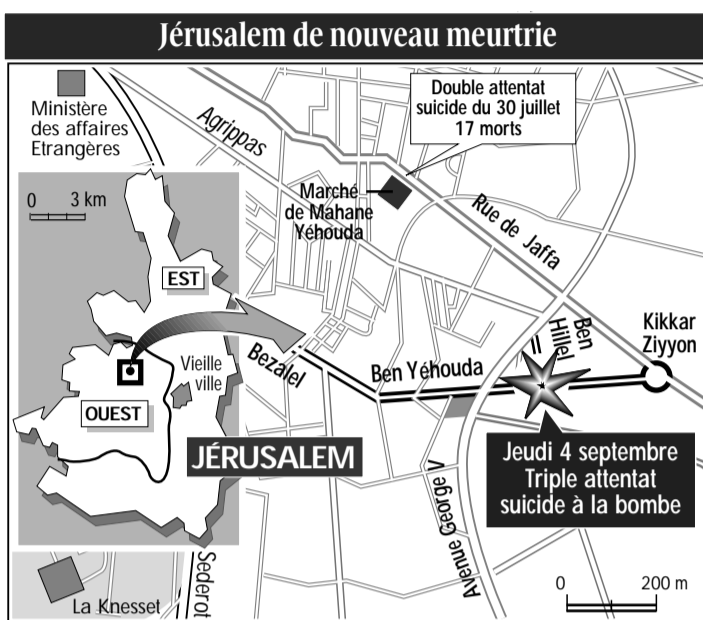 Jérusalem de nouveau meurtrie
Ministère
des affaires
Etrangères
Agrippas
Double attentat
suicide du 30 juillet
17 morts
Marché
de Mahane
Yéhouda
Rue de Jaffa
0 3 km
EST
Vieille
ville
OUEST
JÉRUSALEM
Bezalel
Ben Yéhouda
Ben
Hillel
Kikkar
Ziyyon
Jeudi 4 septembre
Triple attentat
suicide à la bombe
Avenue George V
Sederot
La Knesset
0 200 m